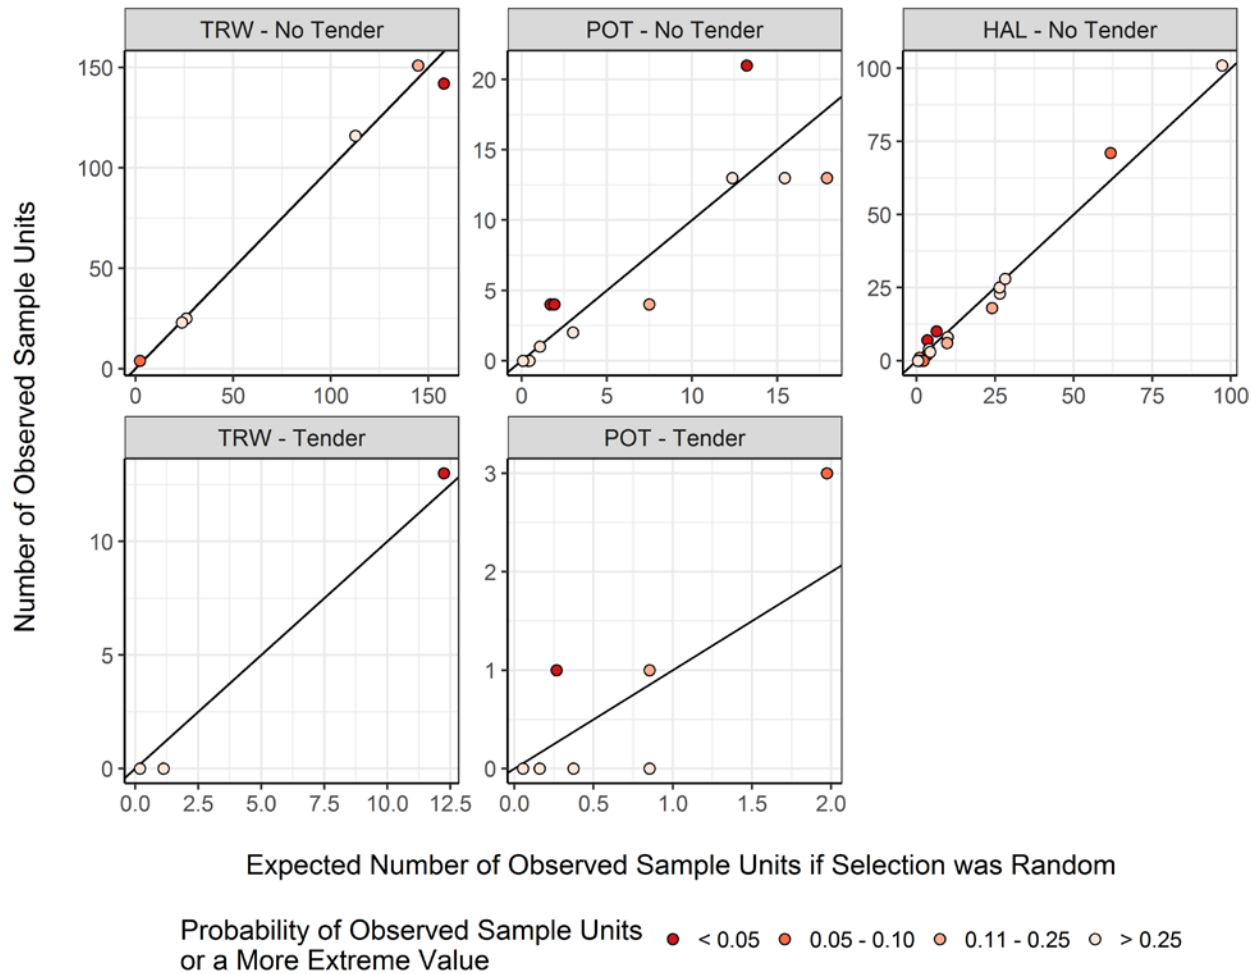 TRW - No Tender
POT - No Tender
HAL - No Tender
150
100
50
0
0 50 100 150
20
15
10
5
0
0 5 10 15
100
75
50
25
0
0 25 50 75 100
TRW - Tender
POT - Tender
10
5
0
0.0 2.5 5.0 7.5 10.0 12.5
3
2
1
0
0.0 0.5 1.0 1.5 2.0
Number of Observed Sample Units
Expected Number of Observed Sample Units if Selection was Random
Probability of Observed Sample Units
or a More Extreme Value
< 0.05 0.05 - 0.10 0.11 - 0.25 > 0.25